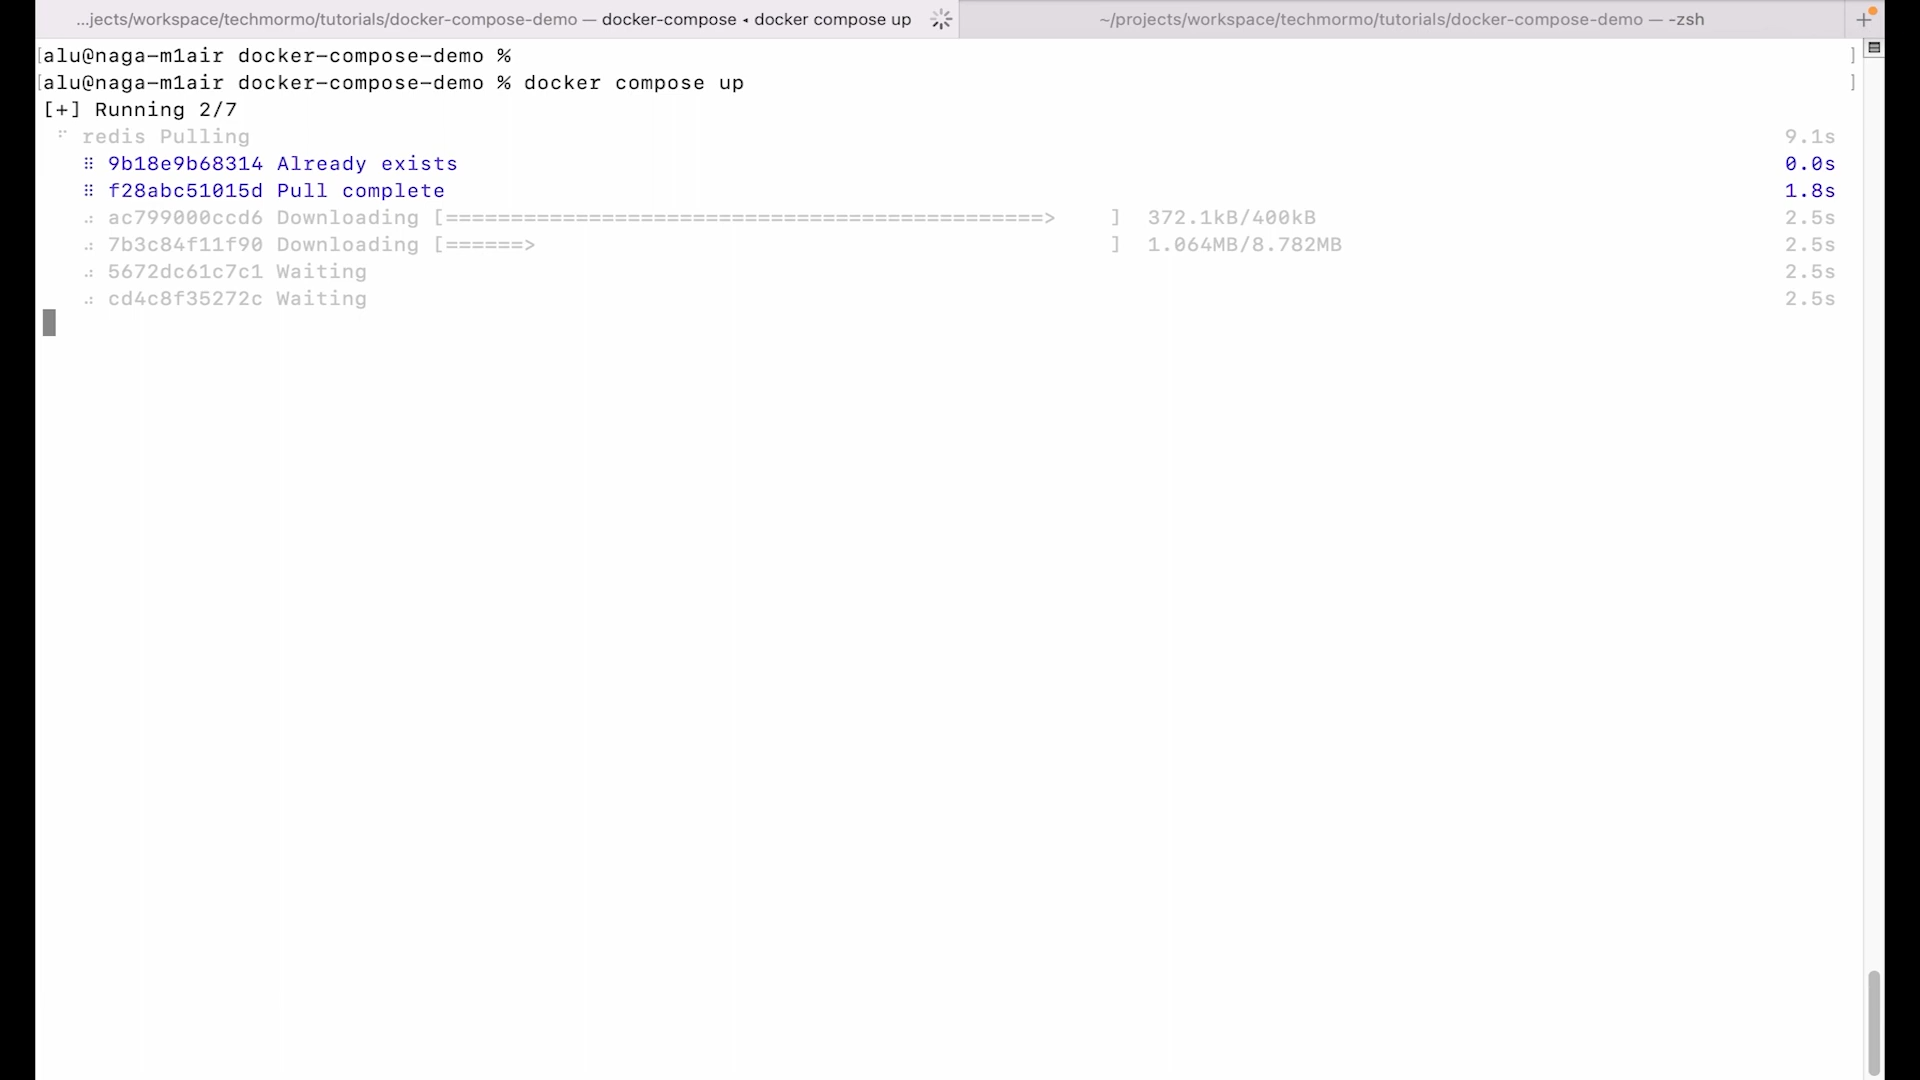 ...jects/workspace/techmormo/tutorials/docker-compose-demo — docker-compose ◂ docker compose up
~/projects/workspace/techmormo/tutorials/docker-compose-demo — -zsh
[alu@naga-m1air docker-compose-demo % ]
[alu@naga-m1air docker-compose-demo % docker compose up ]
[+] Running 2/7
⠋ redis Pulling 9.1s
⠿ 9b18e9b68314 Already exists 0.0s
⠿ f28abc51015d Pull complete 1.8s
⠴ ac799000ccd6 Downloading [==============================================> ] 372.1kB/400kB 2.5s
⠴ 7b3c84f11f90 Downloading [======> ] 1.064MB/8.782MB 2.5s
⠴ 5672dc61c7c1 Waiting 2.5s
⠴ cd4c8f35272c Waiting 2.5s